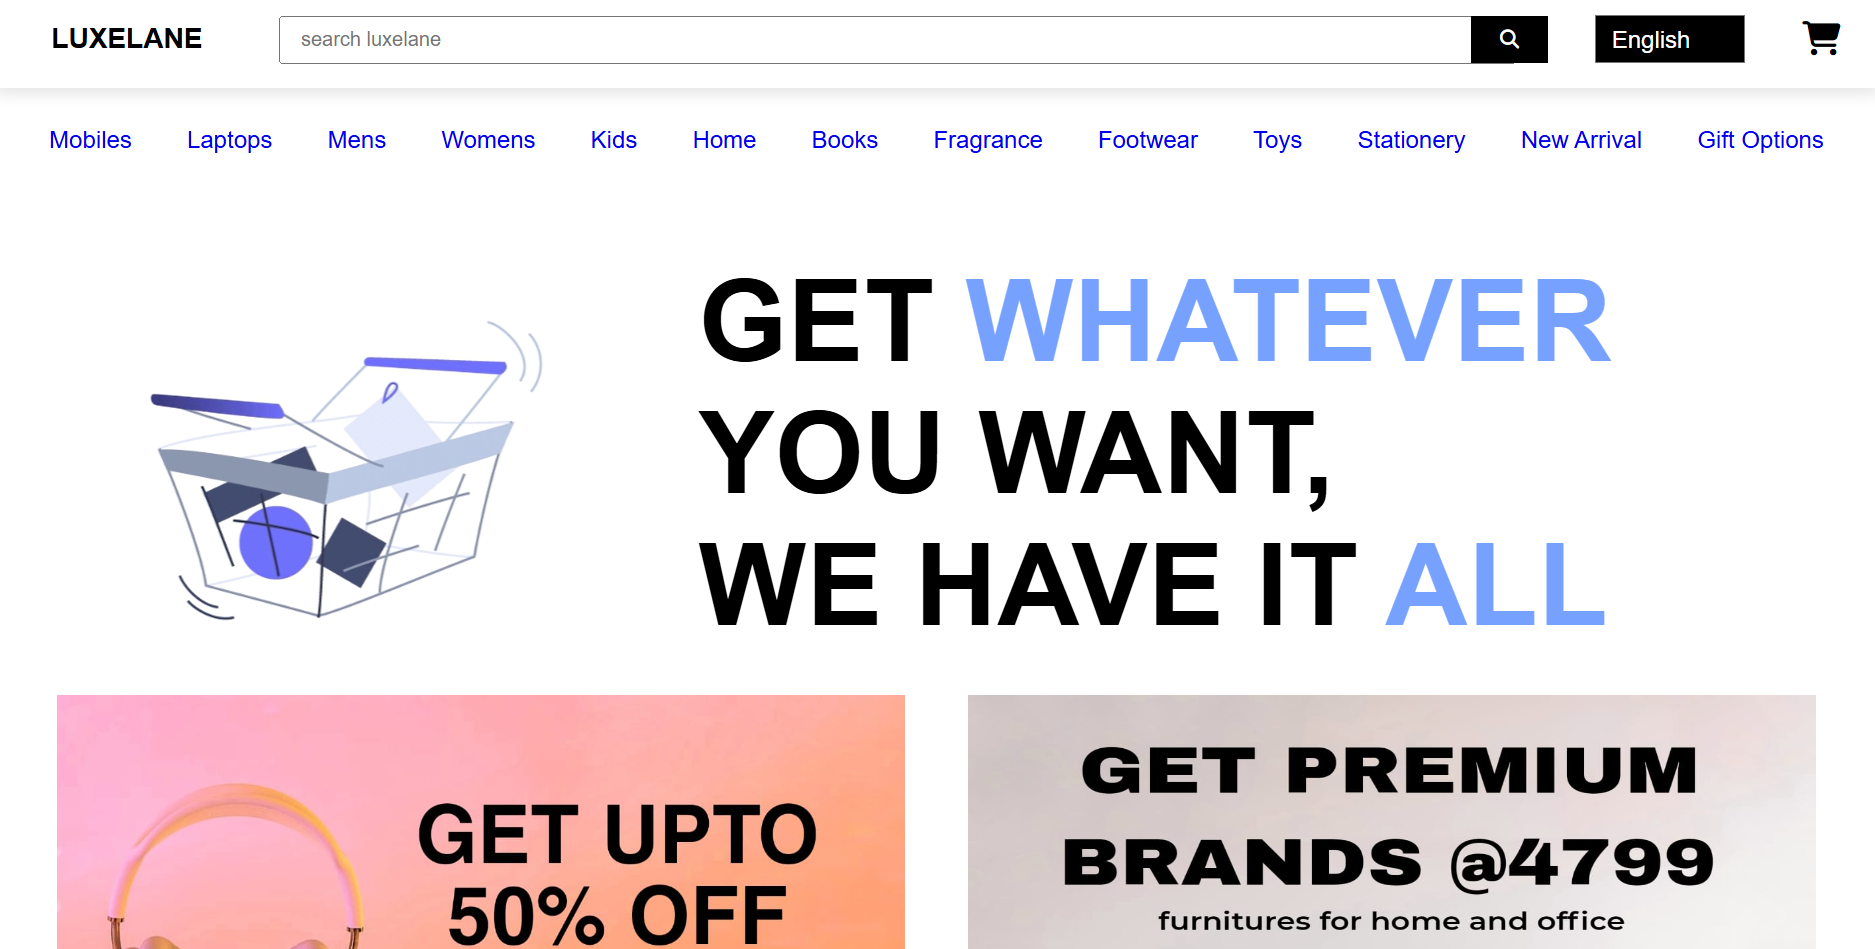 LUXELANE
search luxelane
English
Mobiles Laptops Mens Womens Kids Home Books Fragrance Footwear Toys Stationery New Arrival Gift Options
GET WHATEVER
YOU WANT,
WE HAVE IT ALL
GET UPTO
50% OFF
GET PREMIUM
BRANDS @4799
furnitures for home and office